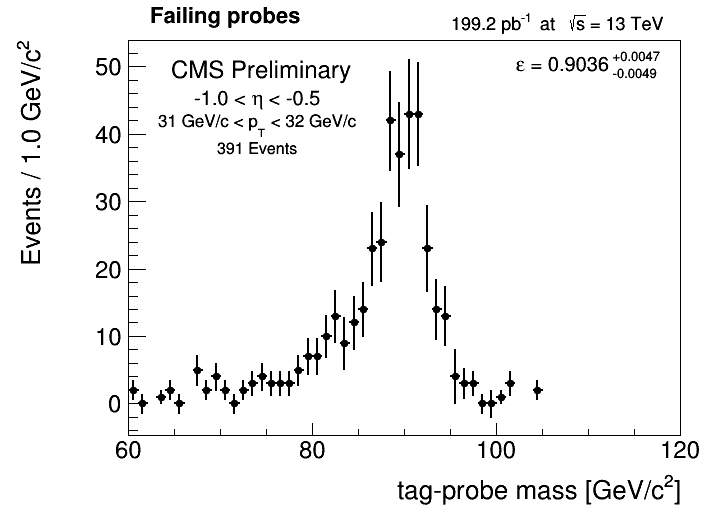 Failing probes
199.2 pb-1 at √s = 13 TeV
Events / 1.0 GeV/c2
CMS Preliminary
-1.0 < η < -0.5
31 GeV/c < pT < 32 GeV/c
391 Events
ε = 0.9036 +0.0047 -0.0049
50
40
30
20
10
0
60 80 100 120
tag-probe mass [GeV/c2]